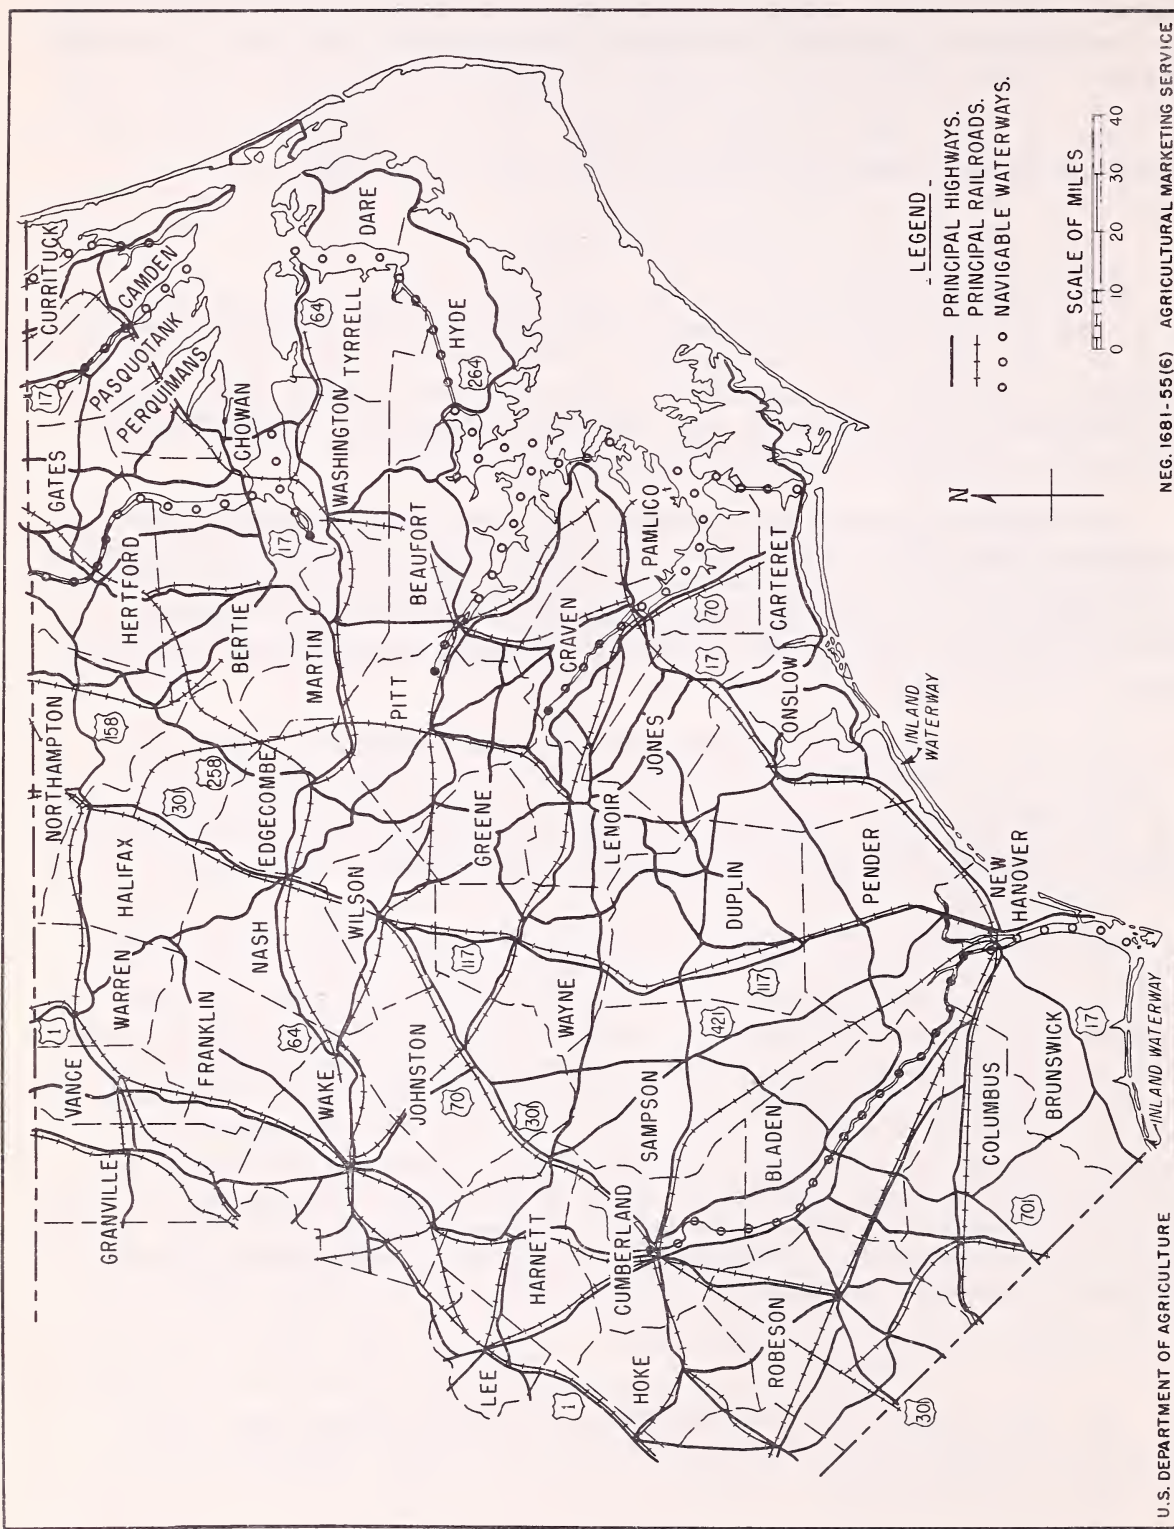 GRANVILLE
VANCE
1
WARREN
HALIFAX
NORTHAMPTON
158
HERTFORD
GATES
17
CURRITUCK
CAMDEN
PASQUOTANK
PERQUIMANS
CHOWAN
FRANKLIN
NASH
EDGECOMBE
301
258
BERTIE
17
64
WAKE
WILSON
MARTIN
WASHINGTON
TYRRELL
64
DARE
JOHNSTON
70
117
PITT
BEAUFORT
HYDE
264
LEE
1
HARNETT
301
WAYNE
GREENE
CRAVEN
PAMLICO
CUMBERLAND
SAMPSON
LENOIR
JONES
17
70
CARTERET
HOKE
421
117
DUPLIN
ONSLOW
INLAND
WATERWAY
ROBESON
BLADEN
PENDER
301
COLUMBUS
NEW
HANOVER
701
BRUNSWICK
17
INLAND WATERWAY
N
LEGEND
PRINCIPAL HIGHWAYS.
PRINCIPAL RAILROADS.
NAVIGABLE WATERWAYS.
SCALE OF MILES
0 10 20 30 40
U.S. DEPARTMENT OF AGRICULTURE
NEG. 1681-55(6) AGRICULTURAL MARKETING SERVICE